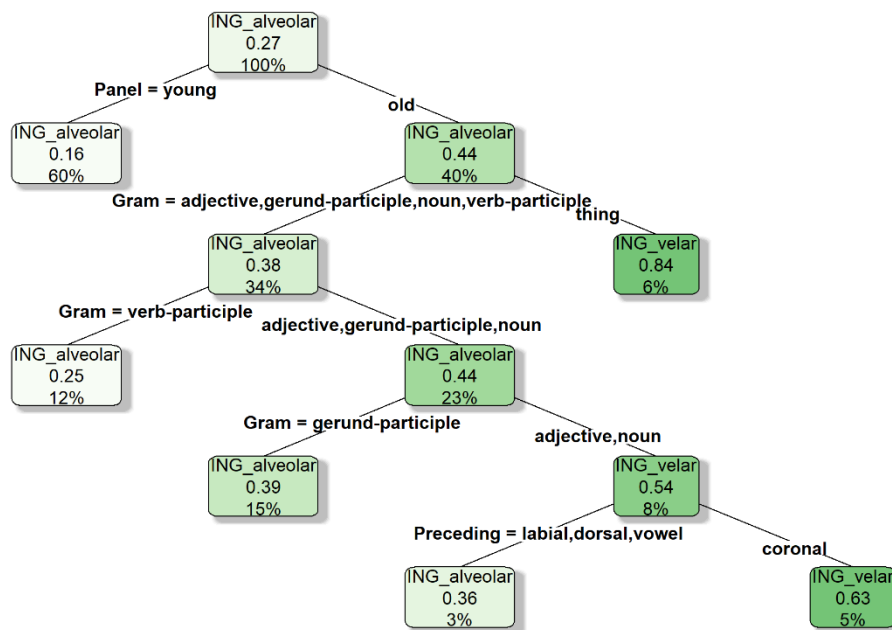 ING_alveolar
0.27
100%
Panel = young
old
ING_alveolar
0.16
60%
ING_alveolar
0.44
40%
Gram = adjective,gerund-participle,noun,verb-participle
thing
ING_alveolar
0.38
34%
ING_velar
0.84
6%
Gram = verb-participle
adjective,gerund-participle,noun
ING_alveolar
0.25
12%
ING_alveolar
0.44
23%
Gram = gerund-participle
adjective,noun
ING_alveolar
0.39
15%
ING_velar
0.54
8%
Preceding = labial,dorsal,vowel
coronal
ING_alveolar
0.36
3%
ING_velar
0.63
5%